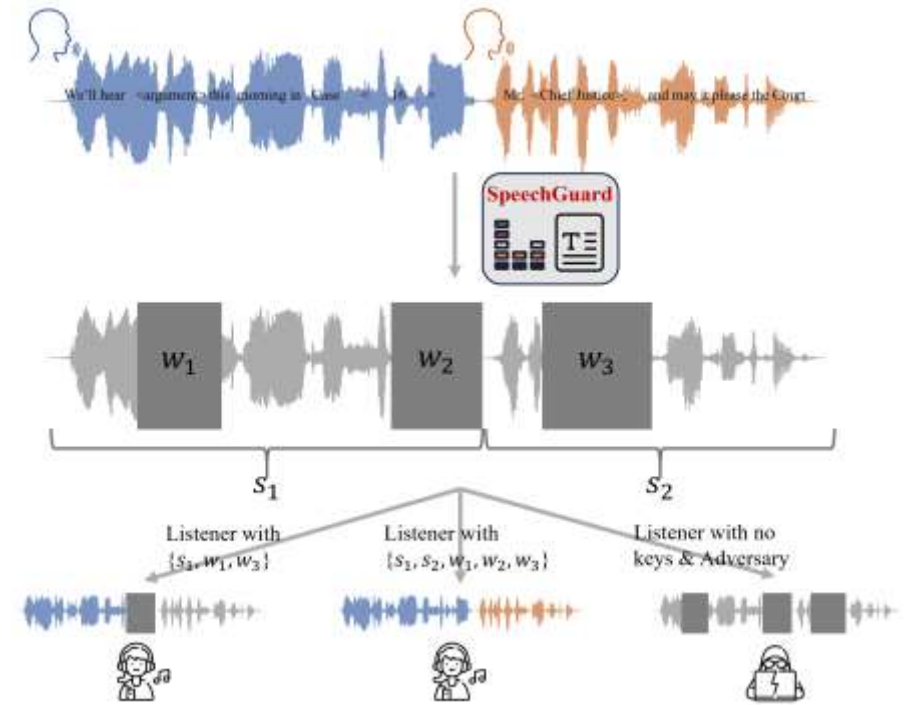 We'll hear <argument> this morning in Case 16
Mr. <Chief Justice>, and may it please the Court
SpeechGuard
T
w₁
w₂
w₃
s₁
s₂
Listener with
{s₁, w₁, w₃}
Listener with
{s₁, s₂, w₁, w₂, w₃}
Listener with no
keys & Adversary